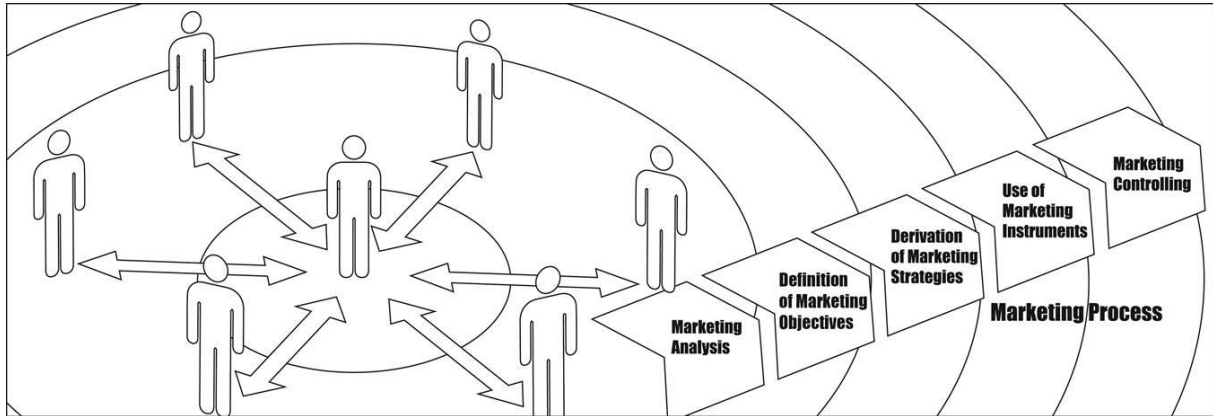 Marketing
Analysis
Definition
of Marketing
Objectives
Derivation
of Marketing
Strategies
Use of
Marketing
Instruments
Marketing
Controlling
Marketing Process